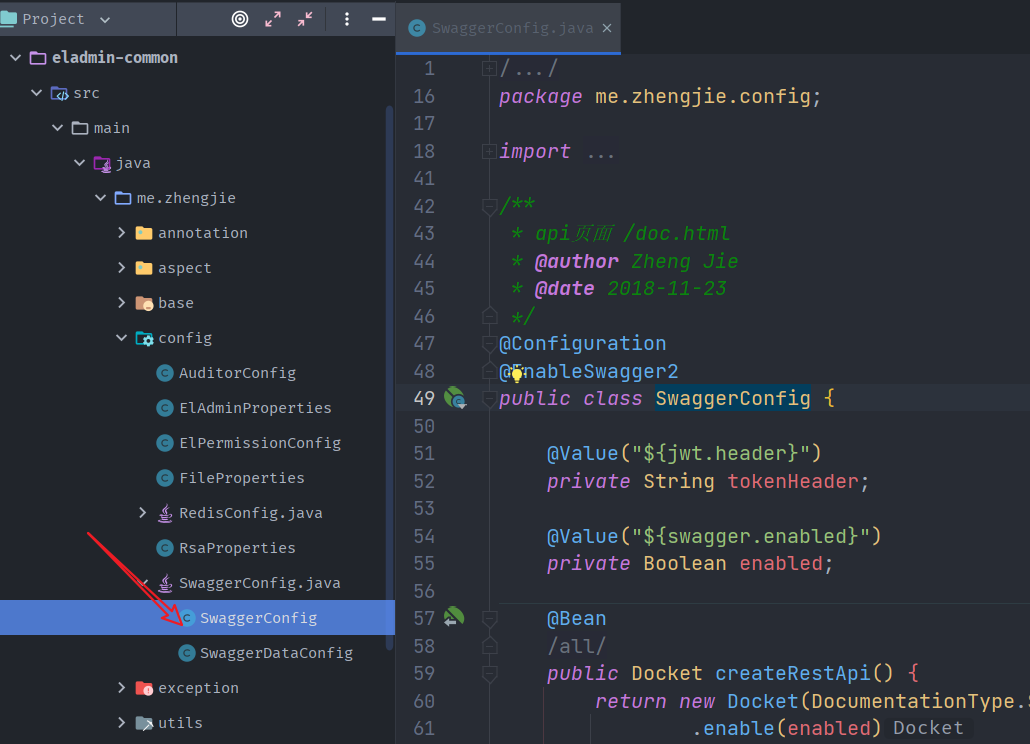 Project
eladmin-common
src
main
java
me.zhengjie
annotation
aspect
base
config
AuditorConfig
ElAdminProperties
ElPermissionConfig
FileProperties
RedisConfig.java
RsaProperties
SwaggerConfig.java
SwaggerConfig
SwaggerDataConfig
exception
utils
SwaggerConfig.java
1 /.../
16 package me.zhengjie.config;
17
18 import ...
41
42 /**
43 * api页面 /doc.html
44 * @author Zheng Jie
45 * @date 2018-11-23
46 */
47 @Configuration
48 @EnableSwagger2
49 public class SwaggerConfig {
50
51 @Value("${jwt.header}")
52 private String tokenHeader;
53
54 @Value("${swagger.enabled}")
55 private Boolean enabled;
56
57 @Bean
58 /all/
59 public Docket createRestApi() {
60 return new Docket(DocumentationType.
61 .enable(enabled) Docket